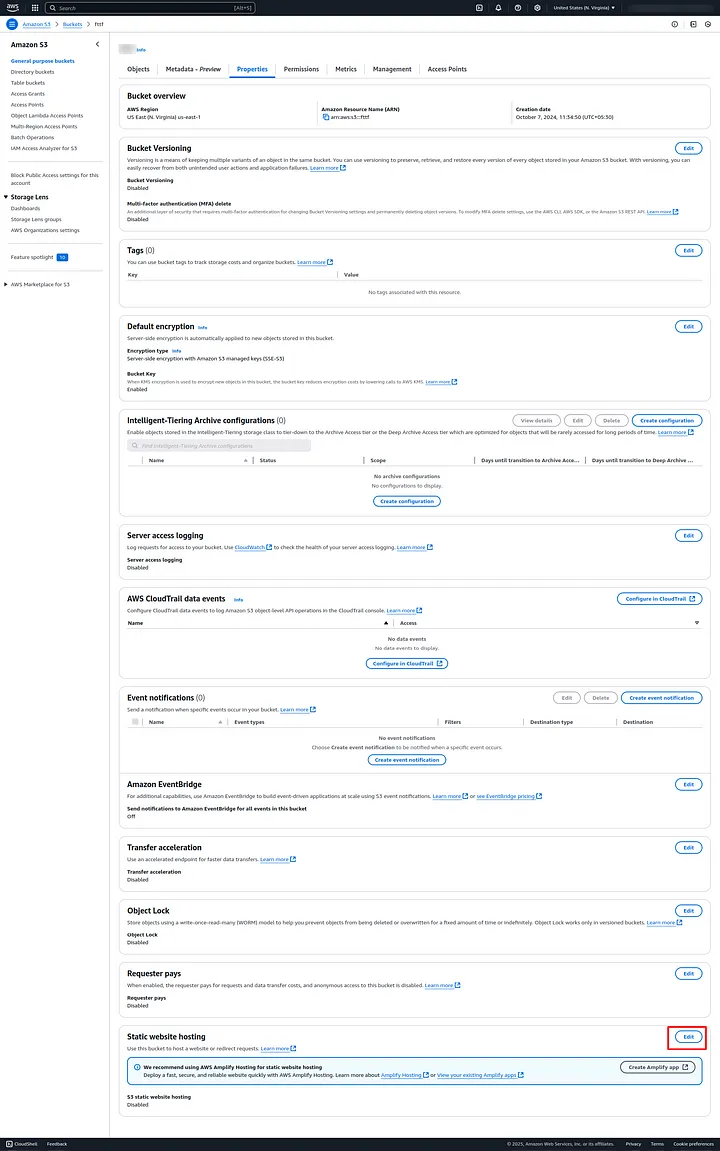 aws
Search
[Alt+S]
United States (N. Virginia)
Amazon S3 > Buckets > fttf
Amazon S3
General purpose buckets
Directory buckets
Table buckets
Access Grants
Access Points
Object Lambda Access Points
Multi-Region Access Points
Batch Operations
IAM Access Analyzer for S3
Block Public Access settings for this
account
Storage Lens
Dashboards
Storage Lens groups
AWS Organizations settings
Feature spotlight 10
AWS Marketplace for S3
Info
Objects
Metadata - Preview
Properties
Permissions
Metrics
Management
Access Points
Bucket overview
AWS Region
US East (N. Virginia) us-east-1
Amazon Resource Name (ARN)
arn:aws:s3:::fttf
Creation date
October 7, 2024, 11:34:50 (UTC+05:30)
Bucket Versioning
Edit
Versioning is a means of keeping multiple variants of an object in the same bucket. You can use versioning to preserve, retrieve, and restore every version of every object stored in your Amazon S3 bucket. With versioning, you can
easily recover from both unintended user actions and application failures. Learn more
Bucket Versioning
Disabled
Multi-factor authentication (MFA) delete
An additional layer of security that requires multi-factor authentication for changing Bucket Versioning settings and permanently deleting object versions. To modify MFA delete settings, use the AWS CLI, AWS SDK, or the Amazon S3 REST API. Learn more
Disabled
Tags (0)
Edit
You can use bucket tags to track storage costs and organize buckets. Learn more
Key
Value
No tags associated with this resource.
Default encryption Info
Edit
Server-side encryption is automatically applied to new objects stored in this bucket.
Encryption type Info
Server-side encryption with Amazon S3 managed keys (SSE-S3)
Bucket Key
When KMS encryption is used to encrypt new objects in this bucket, the bucket key reduces encryption costs by lowering calls to AWS KMS. Learn more
Enabled
Intelligent-Tiering Archive configurations (0)
View details
Edit
Delete
Create configuration
Enable objects stored in the Intelligent-Tiering storage class to tier-down to the Archive Access tier or the Deep Archive Access tier which are optimized for objects that will be rarely accessed for long periods of time. Learn more
Find Intelligent-Tiering Archive configurations
Name
Status
Scope
Days until transition to Archive Acce...
Days until transition to Deep Archive ...
No archive configurations
No configurations to display.
Create configuration
Server access logging
Edit
Log requests for access to your bucket. Use CloudWatch to check the health of your server access logging. Learn more
Server access logging
Disabled
AWS CloudTrail data events Info
Configure in CloudTrail
Configure CloudTrail data events to log Amazon S3 object-level API operations in the CloudTrail console. Learn more
Name
Access
No data events
No data events to display.
Configure in CloudTrail
Event notifications (0)
Edit
Delete
Create event notification
Send a notification when specific events occur in your bucket. Learn more
Name
Event types
Filters
Destination type
Destination
No event notifications
Choose Create event notification to be notified when a specific event occurs.
Create event notification
Amazon EventBridge
Edit
For additional capabilities, use Amazon EventBridge to build event-driven applications at scale using S3 event notifications. Learn more or see EventBridge pricing
Send notifications to Amazon EventBridge for all events in this bucket
Off
Transfer acceleration
Edit
Use an accelerated endpoint for faster data transfers. Learn more
Transfer acceleration
Disabled
Object Lock
Edit
Store objects using a write-once-read-many (WORM) model to help you prevent objects from being deleted or overwritten for a fixed amount of time or indefinitely. Object Lock works only in versioned buckets. Learn more
Object Lock
Disabled
Requester pays
Edit
When enabled, the requester pays for requests and data transfer costs, and anonymous access to this bucket is disabled. Learn more
Requester pays
Disabled
Static website hosting
Edit
Use this bucket to host a website or redirect requests. Learn more
We recommend using AWS Amplify Hosting for static website hosting
Deploy a fast, secure, and reliable website quickly with AWS Amplify Hosting. Learn more about Amplify Hosting or View your existing Amplify apps
Create Amplify app
S3 static website hosting
Disabled
CloudShell
Feedback
© 2025, Amazon Web Services, Inc. or its affiliates.
Privacy
Terms
Cookie preferences